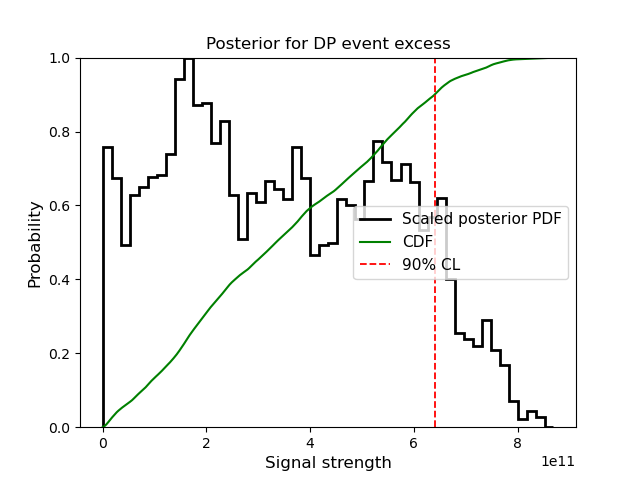 Posterior for DP event excess
1.0
0.8
0.6
0.4
0.2
0.0
Probability
Scaled posterior PDF
CDF
90% CL
0
2
4
6
8
1e11
Signal strength